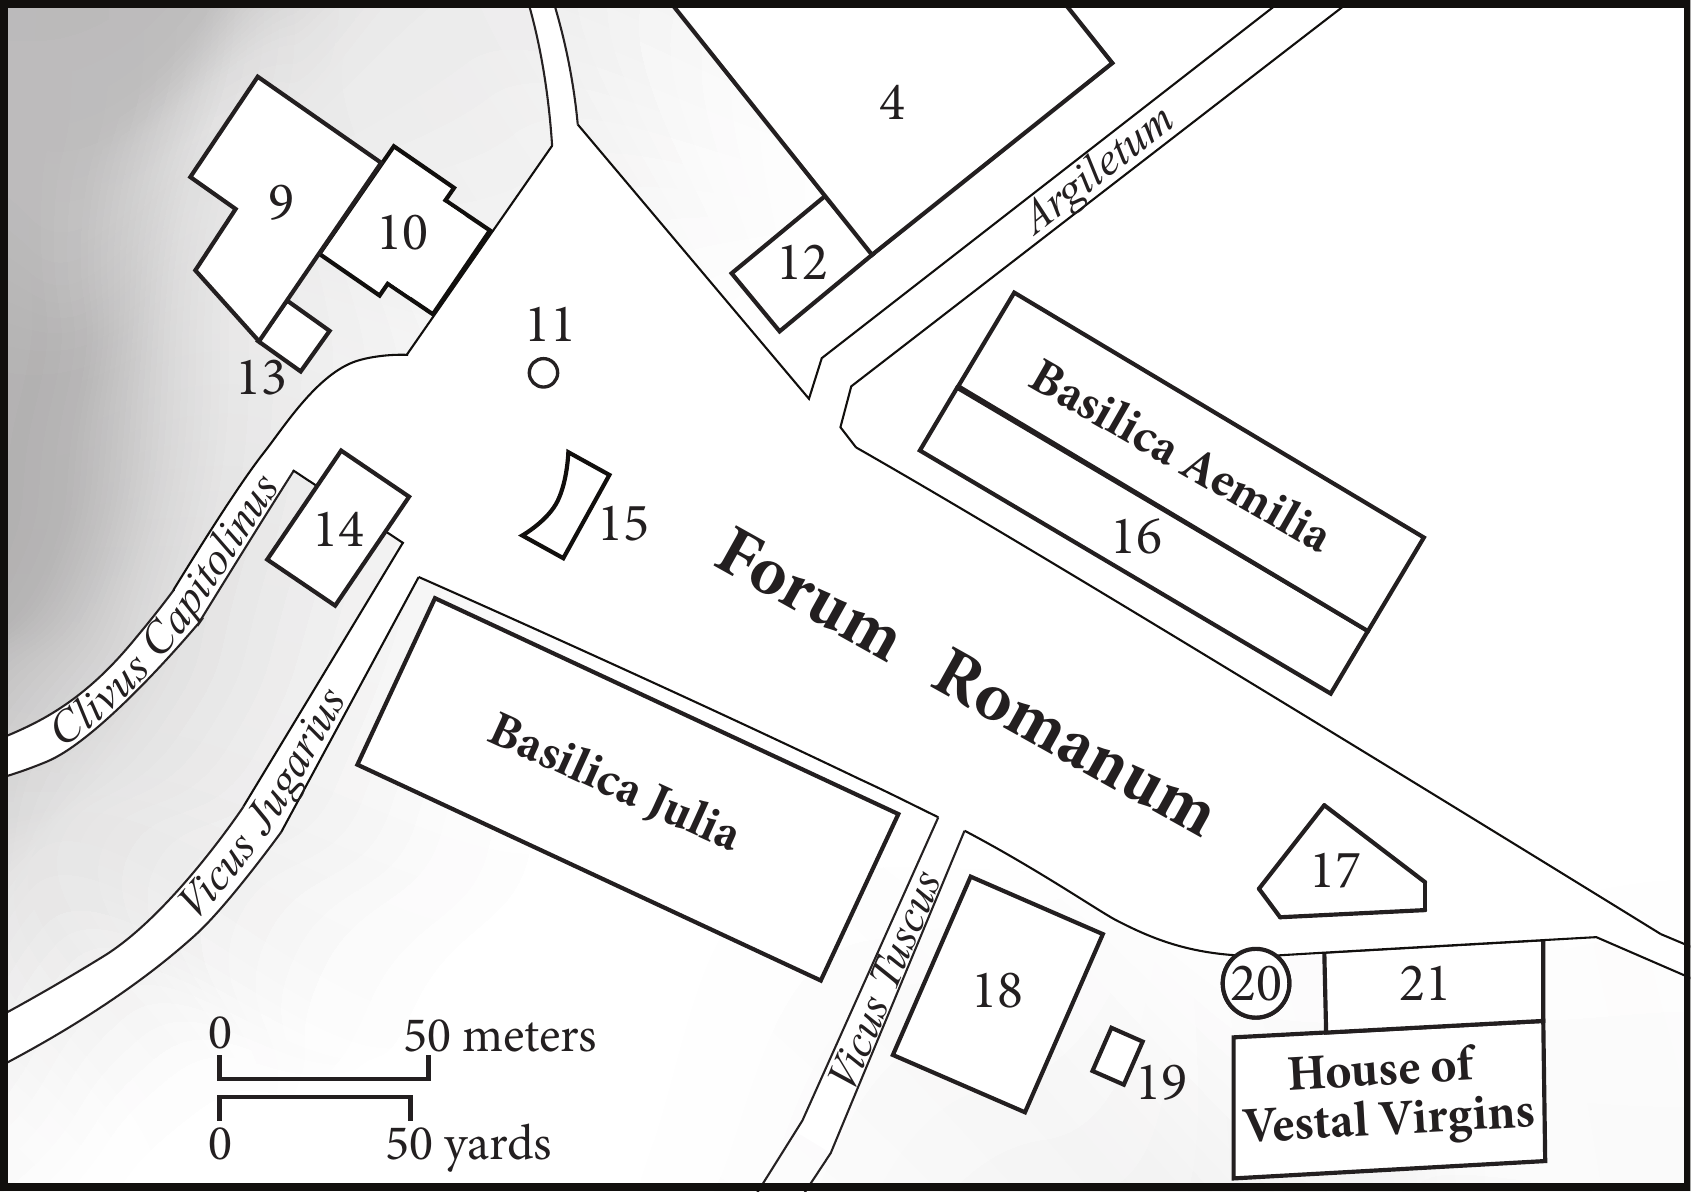 4
Argiletum
9
10
12
11
13
Basilica Aemilia
16
Clivus Capitolinus
14
15
Forum Romanum
Vicus Jugarius
Basilica Julia
17
Vicus Tuscus
18
19
20
21
House of
Vestal Virgins
0 50 meters
0 50 yards